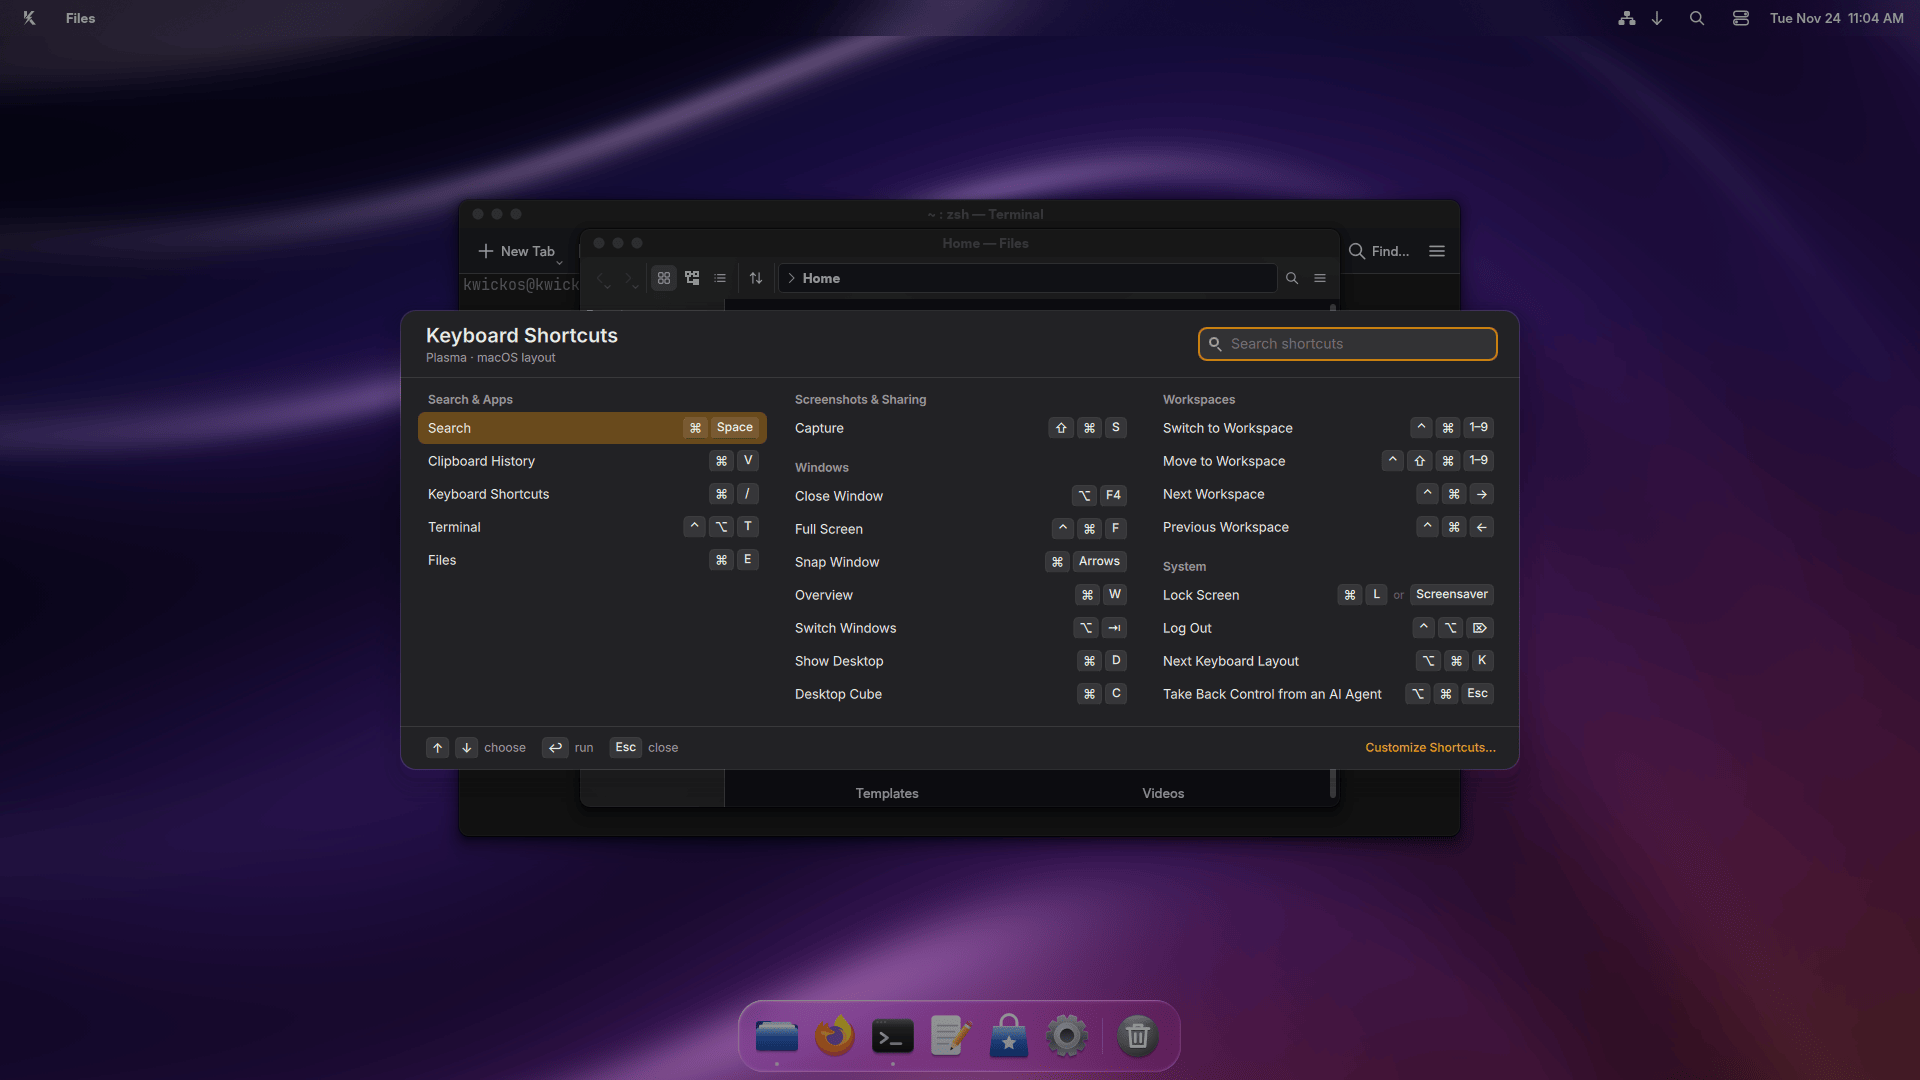 Files
Tue Nov 24 11:04 AM
~ : zsh — Terminal
New Tab
Find...
Home — Files
Home
kwickos@kwick
Keyboard Shortcuts
Plasma · macOS layout
Search shortcuts
Search & Apps
Search ⌘ Space
Clipboard History ⌘ V
Keyboard Shortcuts ⌘ /
Terminal ^ ⌥ T
Files ⌘ E
Screenshots & Sharing
Capture ⇧ ⌘ S
Windows
Close Window ⌥ F4
Full Screen ^ ⌘ F
Snap Window ⌘ Arrows
Overview ⌘ W
Switch Windows ⌥ ⇥
Show Desktop ⌘ D
Desktop Cube ⌘ C
Workspaces
Switch to Workspace ^ ⌘ 1–9
Move to Workspace ^ ⇧ ⌘ 1–9
Next Workspace ^ ⌘ →
Previous Workspace ^ ⌘ ←
System
Lock Screen ⌘ L or Screensaver
Log Out ^ ⌥ ⌦
Next Keyboard Layout ⌥ ⌘ K
Take Back Control from an AI Agent ⌥ ⌘ Esc
↑ ↓ choose ↩ run Esc close
Customize Shortcuts...
Templates
Videos